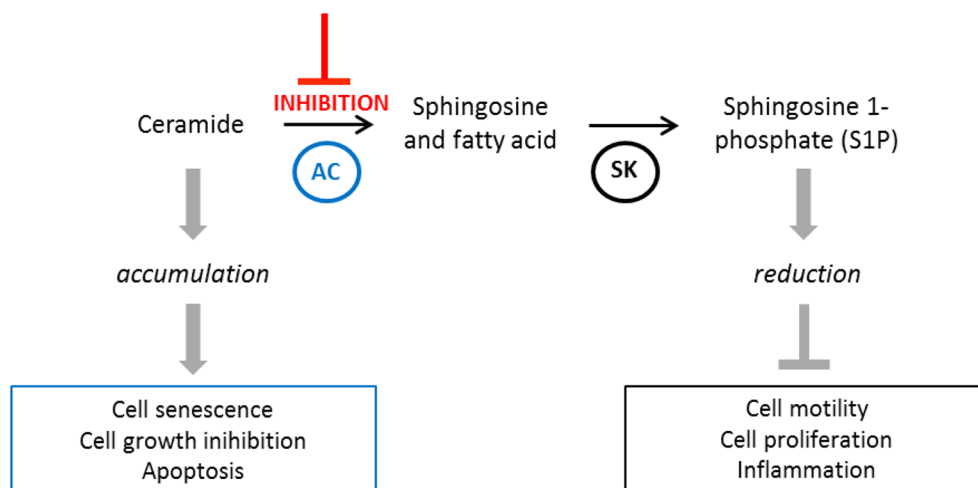 INHIBITION
Ceramide
AC
Sphingosine
and fatty acid
SK
Sphingosine 1-
phosphate (S1P)
accumulation
reduction
Cell senescence
Cell growth inihibition
Apoptosis
Cell motility
Cell proliferation
Inflammation